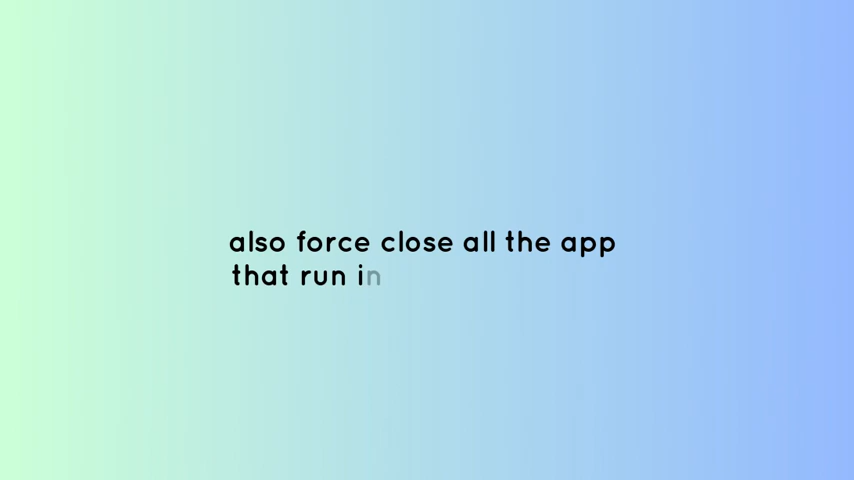 also force close all the app
that run in